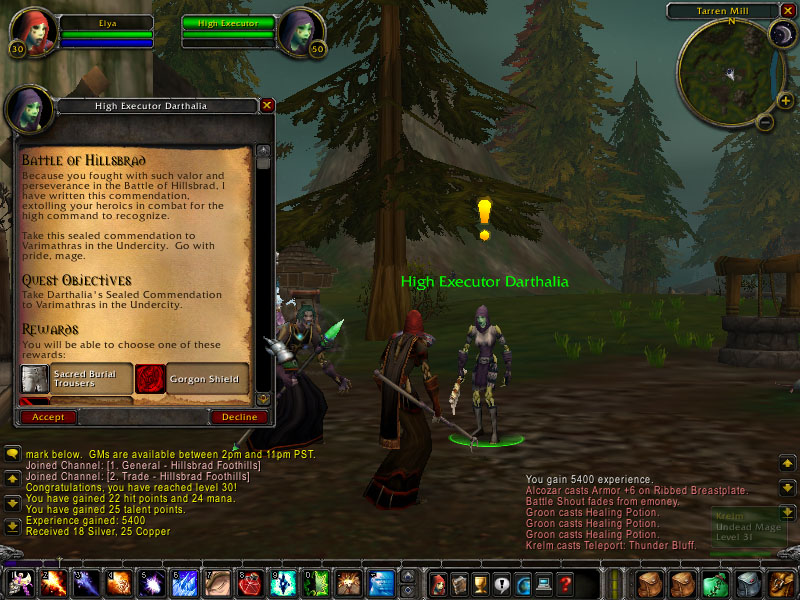 Elya
30
High Executor
50
Tarren Mill
N
High Executor Darthalia
Battle of Hillsbrad
Because you fought with such valor and
perseverance in the Battle of Hillsbrad, I
have written this commendation,
extolling your heroics in combat for the
high command to recognize.
Take this sealed commendation to
Varimathras in the Undercity. Go with
pride, mage.
Quest Objectives
Take Darthalia's Sealed Commendation
to Varimathras in the Undercity.
Rewards
You will be able to choose one of these
rewards:
Sacred Burial
Trousers
Gorgon Shield
Accept
Decline
High Executor Darthalia
mark below. GMs are available between 2pm and 11pm PST.
Joined Channel: [1. General - Hillsbrad Foothills]
Joined Channel: [2. Trade - Hillsbrad Foothills]
Congratulations, you have reached level 30!
You have gained 22 hit points and 24 mana.
You have gained 25 talent points.
Experience gained: 5400
Received 18 Silver, 25 Copper
You gain 5400 experience.
Alcozar casts Armor +6 on Ribbed Breastplate.
Battle Shout fades from emoney.
Groon casts Healing Potion.
Groon casts Healing Potion.
Groon casts Healing Potion.
Krelm casts Teleport: Thunder Bluff.
Krelm
Undead Mage
Level 31